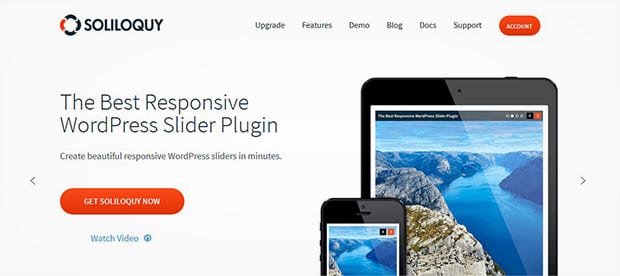 SOLILOQUY
Upgrade Features Demo Blog Docs Support ACCOUNT
The Best Responsive
WordPress Slider Plugin
Create beautiful responsive WordPress sliders in minutes.
GET SOLILOQUY NOW
Watch Video
The Best Responsive WordPress Slider Plugin